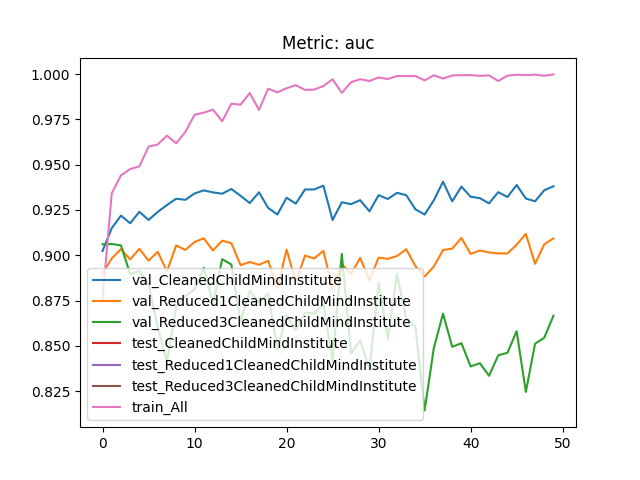 Metric: auc
1.000
0.975
0.950
0.925
0.900
0.875
0.850
0.825
val_CleanedChildMindInstitute
val_Reduced1CleanedChildMindInstitute
val_Reduced3CleanedChildMindInstitute
test_CleanedChildMindInstitute
test_Reduced1CleanedChildMindInstitute
test_Reduced3CleanedChildMindInstitute
train_All
0 10 20 30 40 50